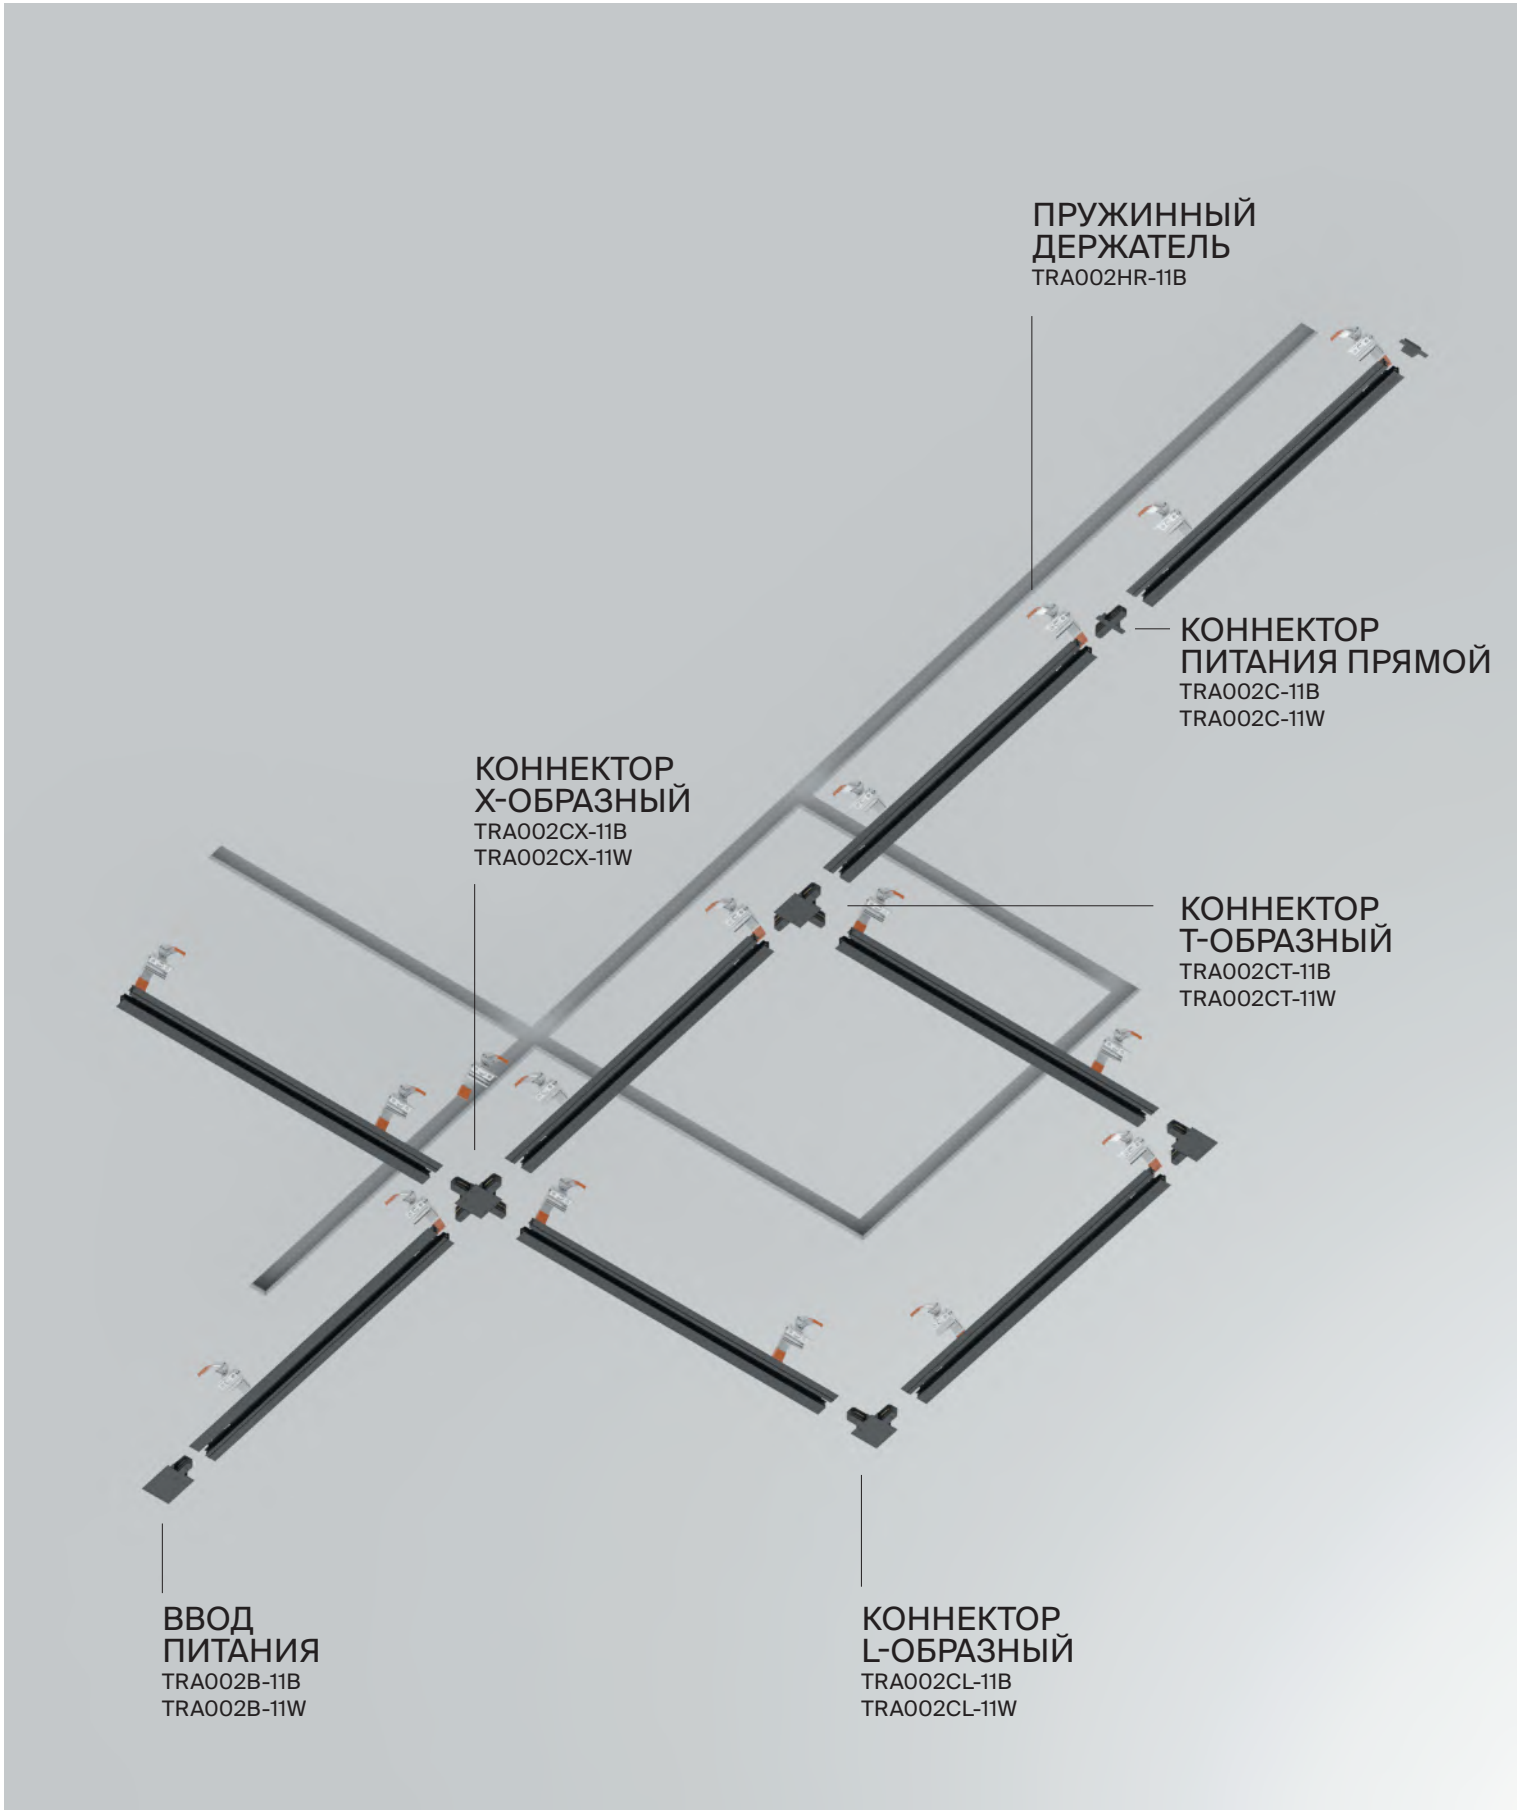 ПРУЖИННЫЙ
ДЕРЖАТЕЛЬ
TRA002HR-11B
КОННЕКТОР
ПИТАНИЯ ПРЯМОЙ
TRA002C-11B
TRA002C-11W
КОННЕКТОР
X-ОБРАЗНЫЙ
TRA002CX-11B
TRA002CX-11W
КОННЕКТОР
T-ОБРАЗНЫЙ
TRA002CT-11B
TRA002CT-11W
ВВОД
ПИТАНИЯ
TRA002B-11B
TRA002B-11W
КОННЕКТОР
L-ОБРАЗНЫЙ
TRA002CL-11B
TRA002CL-11W